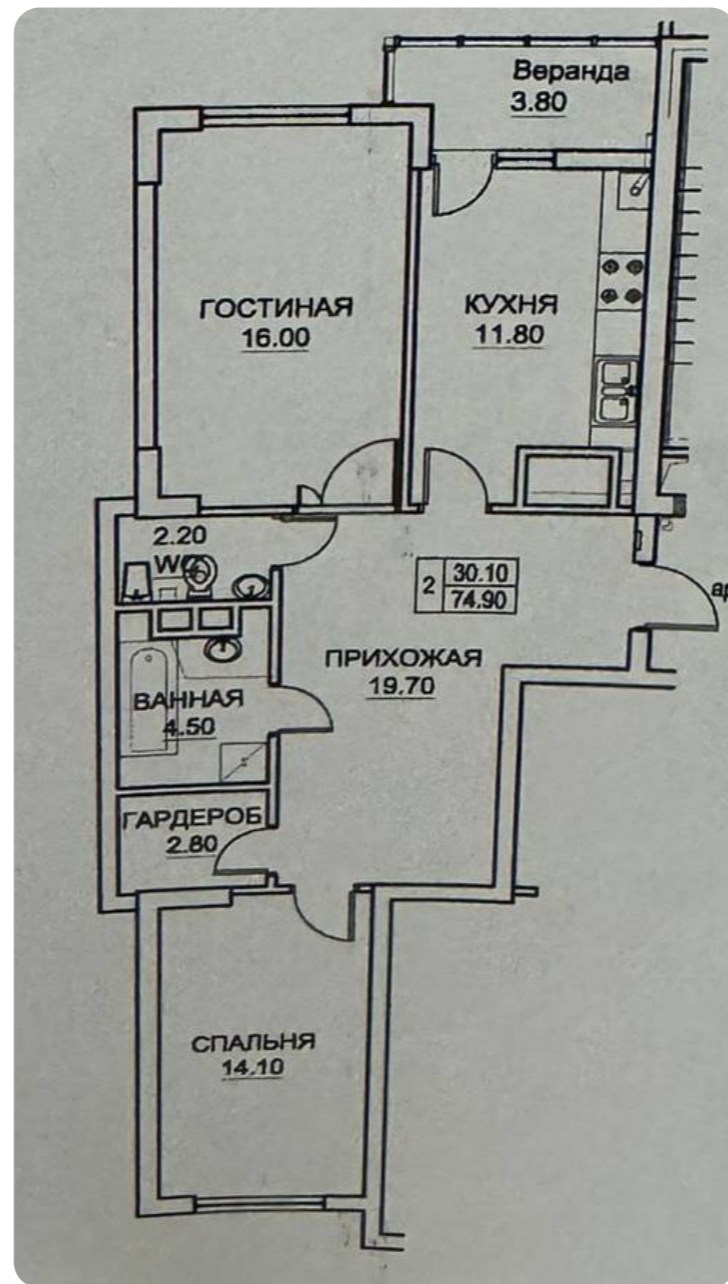 Веранда
3.80
ГОСТИНАЯ
16.00
КУХНЯ
11.80
2.20
WC
2 30.10
74.90
ПРИХОЖАЯ
19.70
ВАННАЯ
4.50
ГАРДЕРОБ
2.80
СПАЛЬНЯ
14.10